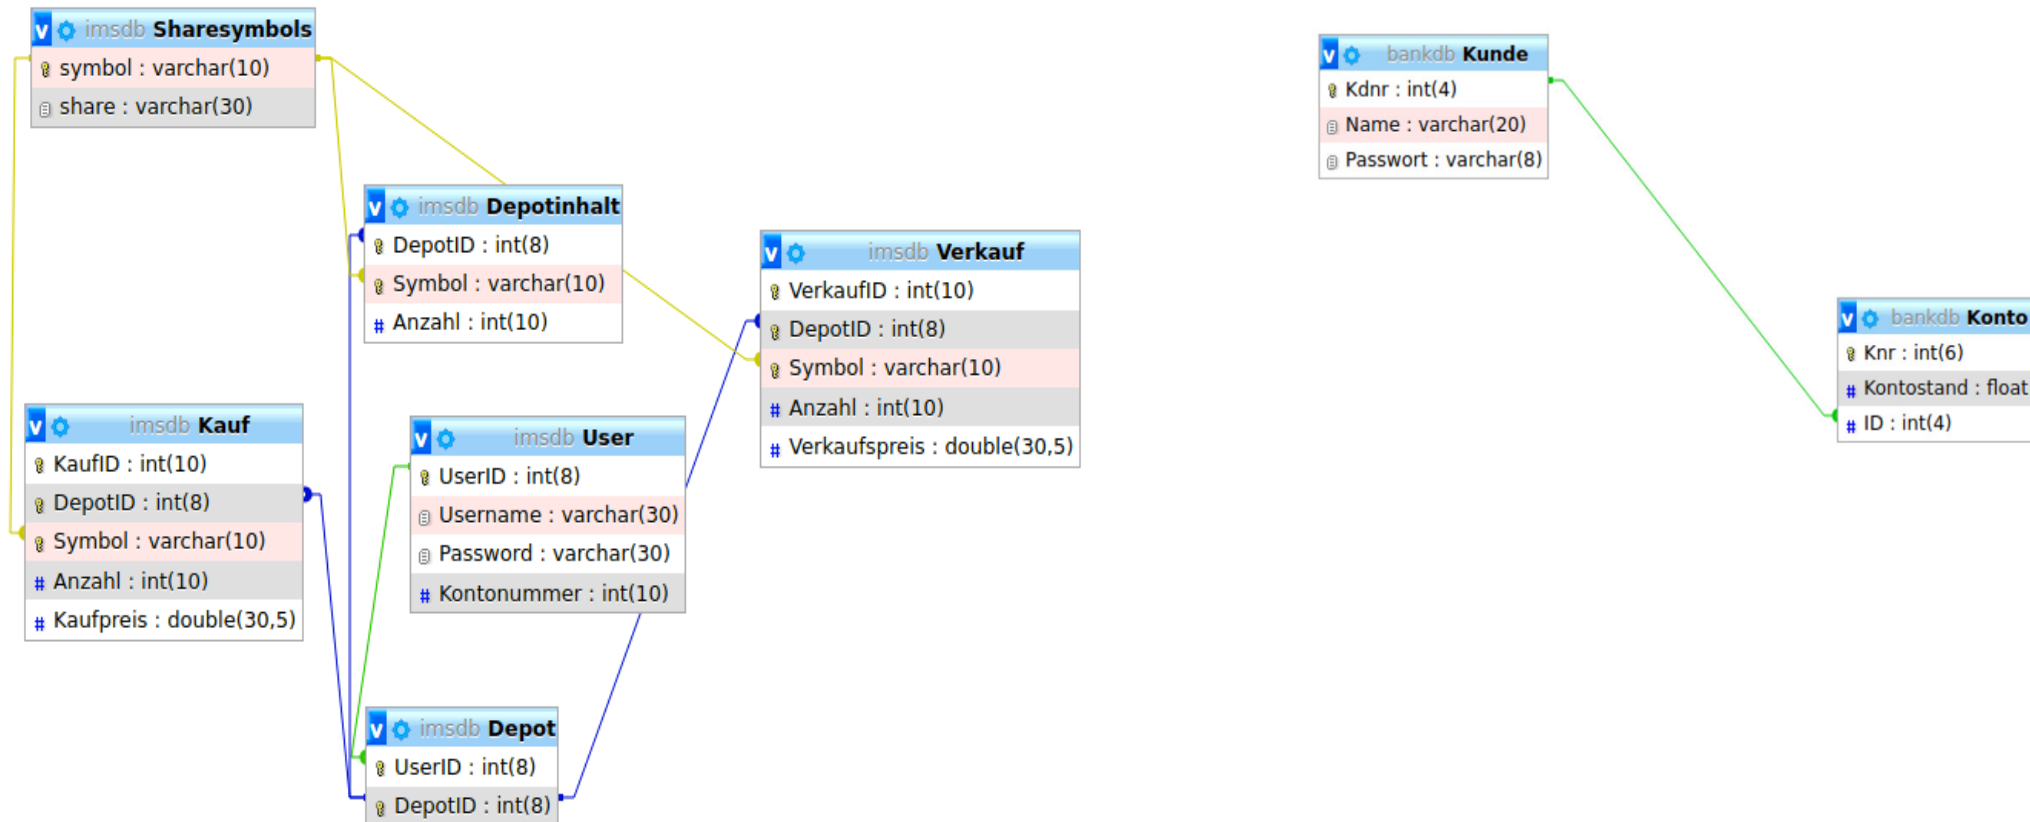 v imsdb Sharesymbols
symbol : varchar(10)
share : varchar(30)
v bankdb Kunde
Kdnr : int(4)
Name : varchar(20)
Passwort : varchar(8)
v imsdb Depotinhalt
DepotID : int(8)
Symbol : varchar(10)
# Anzahl : int(10)
v imsdb Verkauf
VerkaufID : int(10)
DepotID : int(8)
Symbol : varchar(10)
# Anzahl : int(10)
# Verkaufspreis : double(30,5)
v bankdb Konto
Knr : int(6)
# Kontostand : float
# ID : int(4)
v imsdb Kauf
KaufID : int(10)
DepotID : int(8)
Symbol : varchar(10)
# Anzahl : int(10)
# Kaufpreis : double(30,5)
v imsdb User
UserID : int(8)
Username : varchar(30)
Password : varchar(30)
# Kontonummer : int(10)
v imsdb Depot
UserID : int(8)
DepotID : int(8)